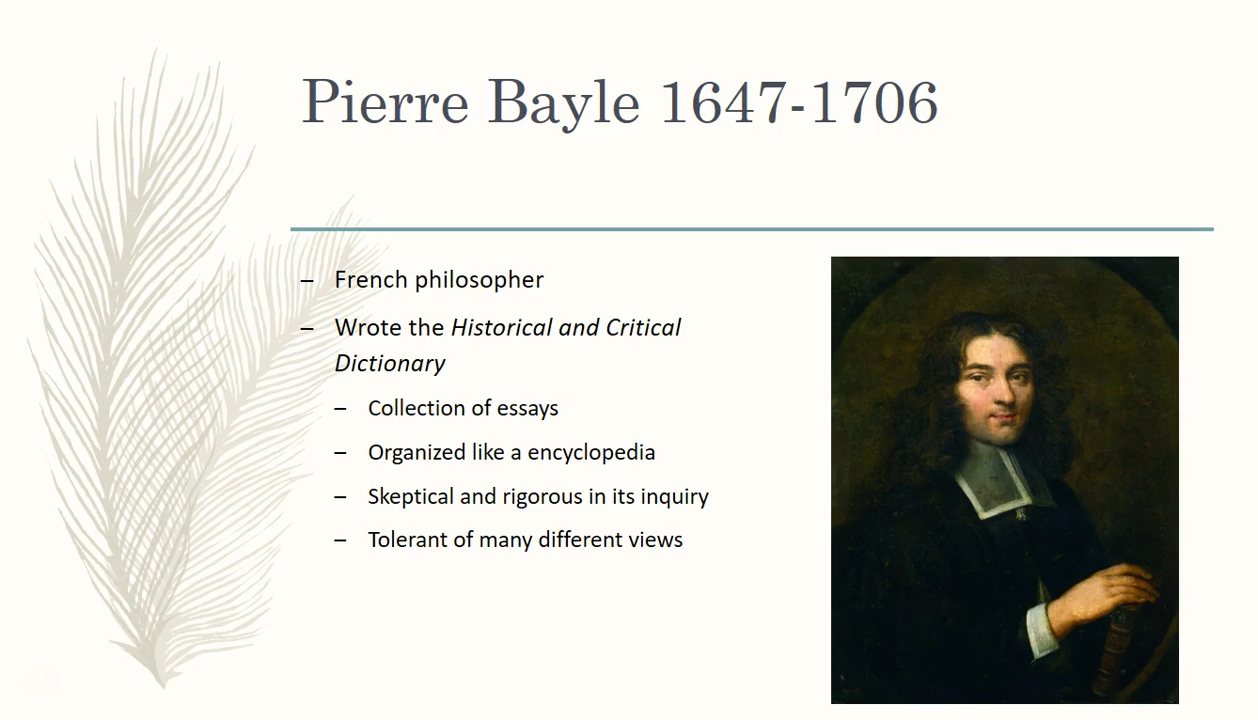 Pierre Bayle 1647-1706
– French philosopher
– Wrote the Historical and Critical
Dictionary
– Collection of essays
– Organized like a encyclopedia
– Skeptical and rigorous in its inquiry
– Tolerant of many different views